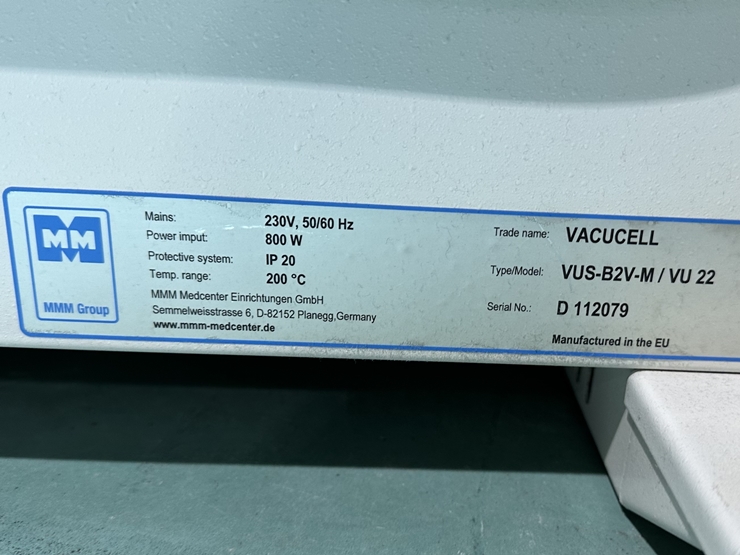 MM
MMM Group
Mains: 230V, 50/60 Hz
Power imput: 800 W
Protective system: IP 20
Temp. range: 200 °C
MMM Medcenter Einrichtungen GmbH
Semmelweisstrasse 6, D-82152 Planegg,Germany
www.mmm-medcenter.de
Trade name: VACUCELL
Type/Model: VUS-B2V-M / VU 22
Serial No.: D 112079
Manufactured in the EU